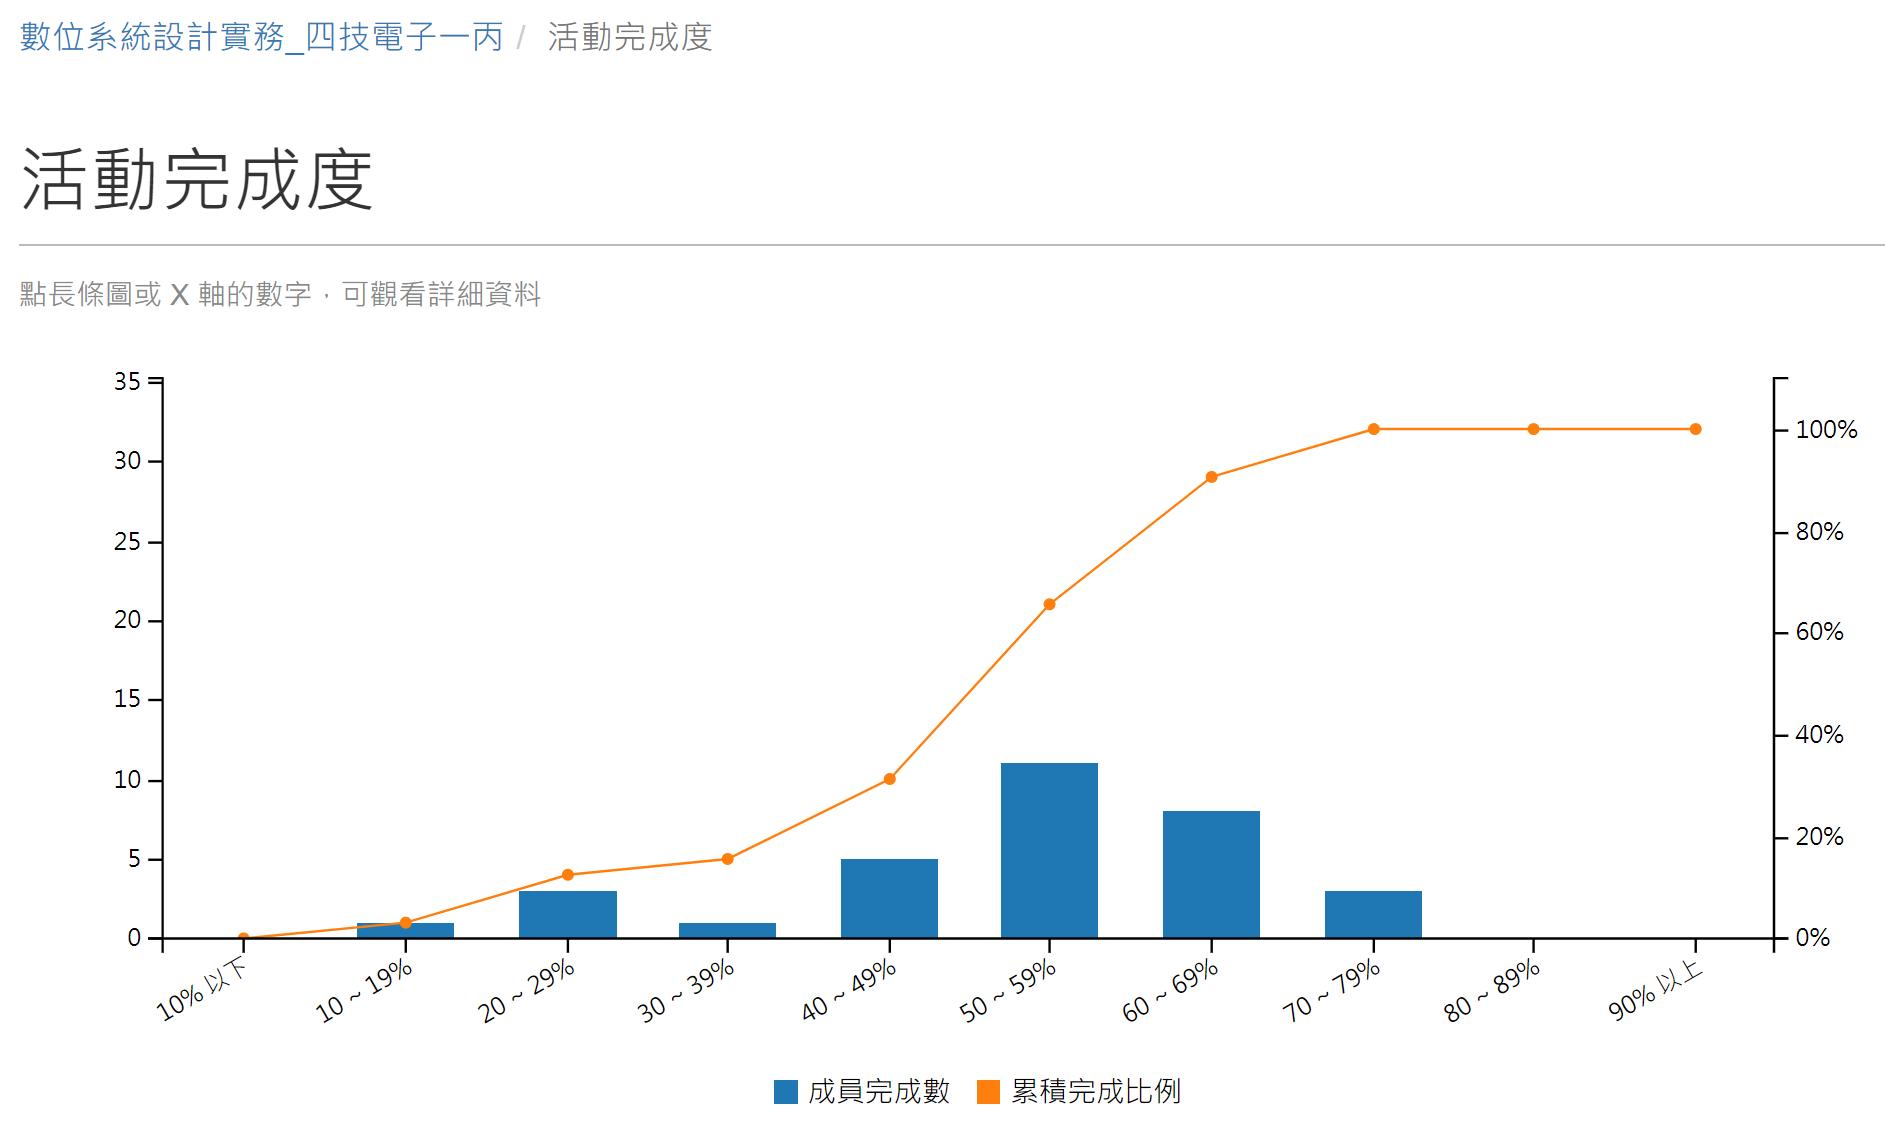 數位系統設計實務_四技電子一丙 / 活動完成度
活動完成度
點長條圖或 X 軸的數字，可觀看詳細資料
35
30
25
20
15
10
5
0
100%
80%
60%
40%
20%
0%
10% 以下
10 ~ 19%
20 ~ 29%
30 ~ 39%
40 ~ 49%
50 ~ 59%
60 ~ 69%
70 ~ 79%
80 ~ 89%
90% 以上
成員完成數 累積完成比例